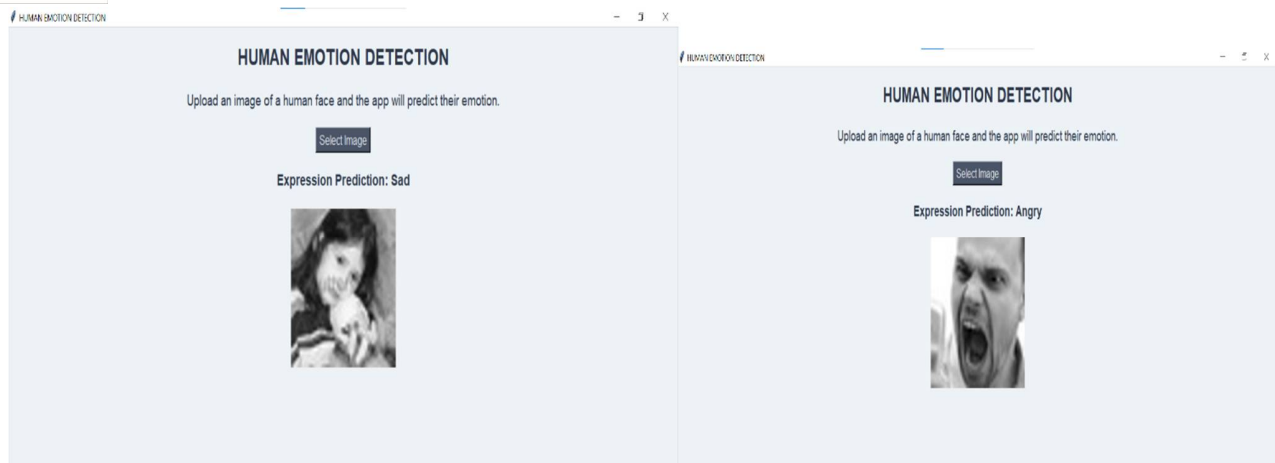 HUMAN EMOTION DETECTION
HUMAN EMOTION DETECTION
Upload an image of a human face and the app will predict their emotion.
Select Image
Expression Prediction: Sad
HUMAN EMOTION DETECTION
HUMAN EMOTION DETECTION
Upload an image of a human face and the app will predict their emotion.
Select Image
Expression Prediction: Angry